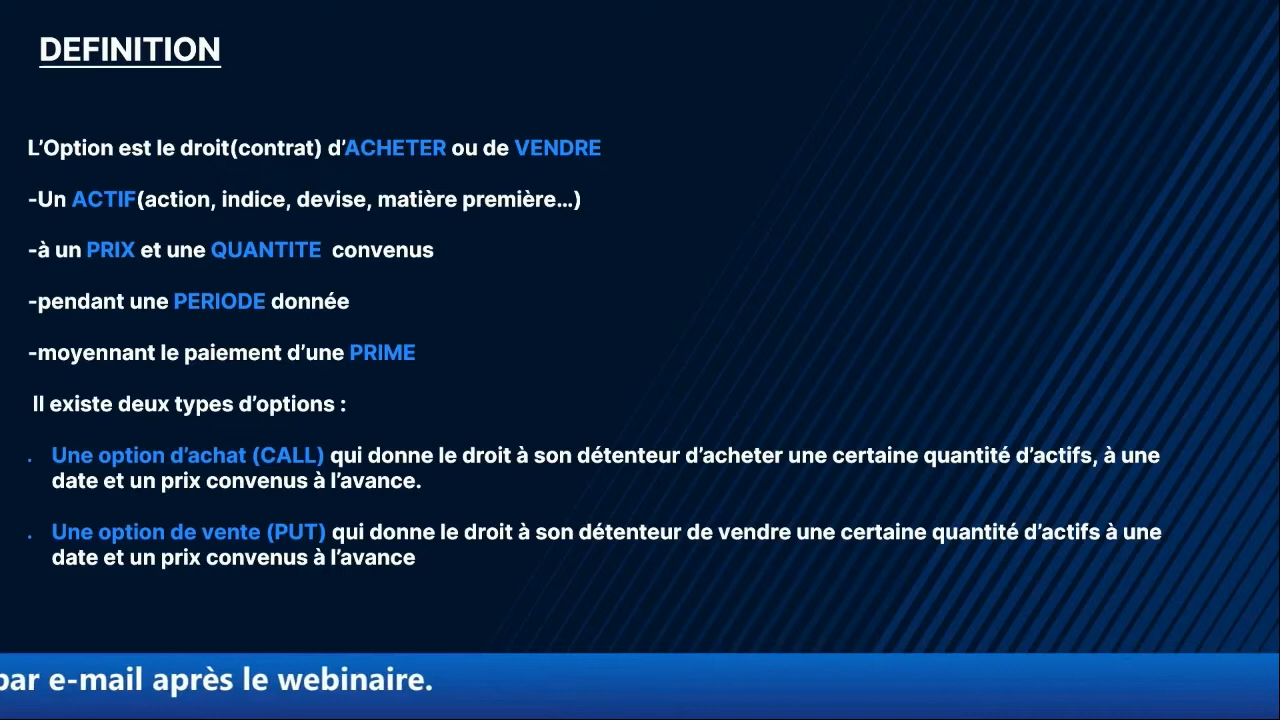 DEFINITION
L’Option est le droit(contrat) d’ACHETER ou de VENDRE
-Un ACTIF(action, indice, devise, matière première…)
-à un PRIX et une QUANTITE convenus
-pendant une PERIODE donnée
-moyennant le paiement d’une PRIME
Il existe deux types d’options :
. Une option d’achat (CALL) qui donne le droit à son détenteur d’acheter une certaine quantité d’actifs, à une
date et un prix convenus à l’avance.
. Une option de vente (PUT) qui donne le droit à son détenteur de vendre une certaine quantité d’actifs à une
date et un prix convenus à l’avance
par e-mail après le webinaire.